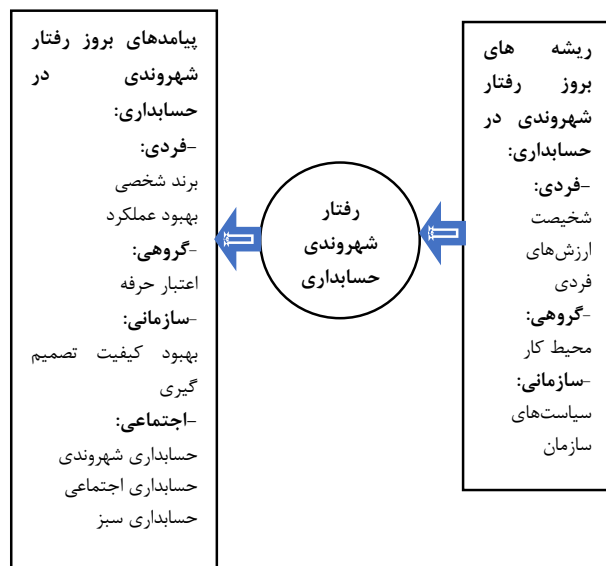 ریشه های
بروز رفتار
شهروندی در
حسابداری:
-فردی:
شخیصت
ارزش‌های
فردی
-گروهی:
محیط کار
-سازمانی:
سیاست‌های
سازمان
رفتار
شهروندی
حسابداری
پیامدهای بروز رفتار
شهروندی در
حسابداری:
-فردی:
برند شخصی
بهبود عملکرد
-گروهی:
اعتبار حرفه
-سازمانی:
بهبود کیفیت تصمیم
گیری
-اجتماعی:
حسابداری شهروندی
حسابداری اجتماعی
حسابداری سبز